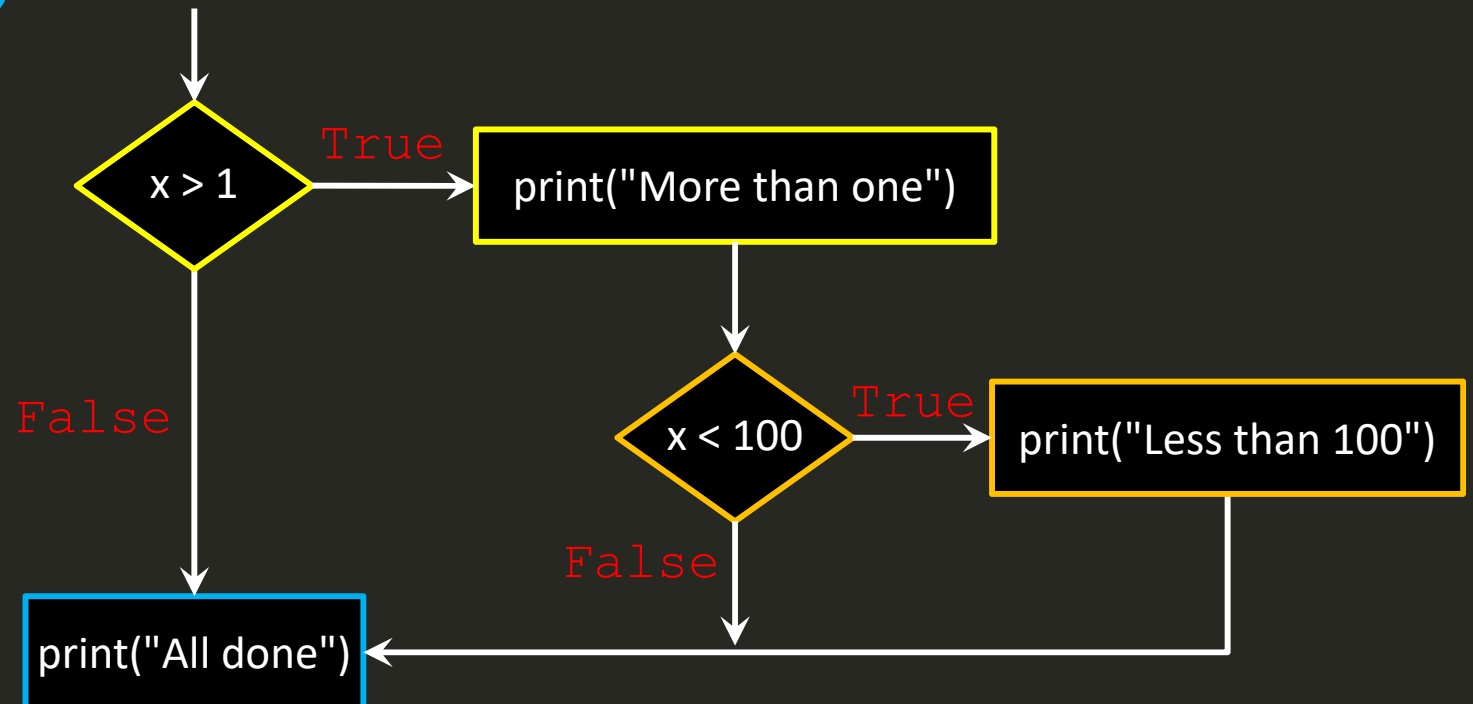 True
x > 1
print("More than one")
False
True
x < 100
print("Less than 100")
False
print("All done")